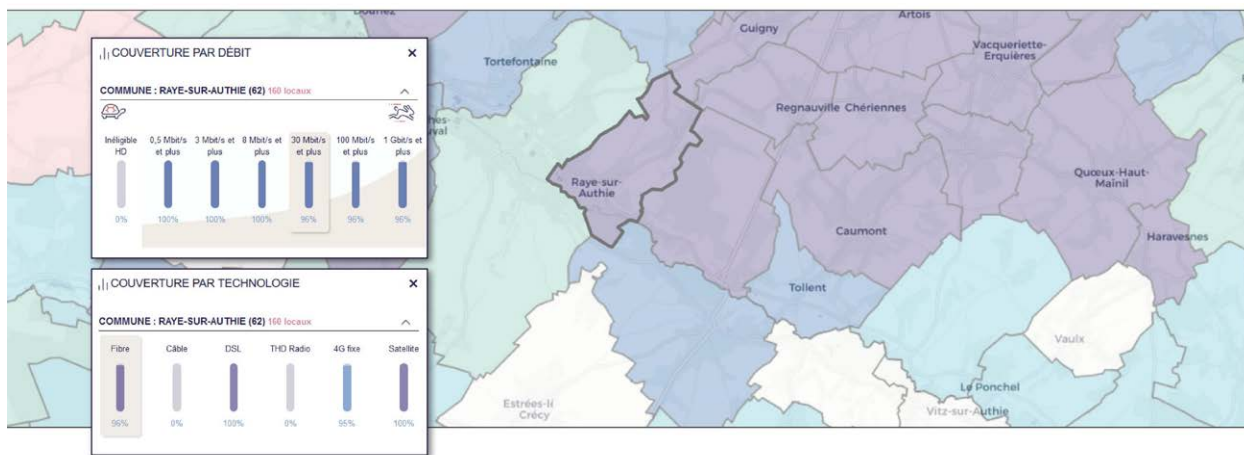 Artois
Guigny
Vacqueriette-
Erquières
Tortefontaine
Regnauville Chériennes
Raye-sur-
Authie
Quœux-Haut-
Maînil
Caumont
Haravesnes
Tollent
Vaulx
Le Ponchel
Estrées-lì
Crécy
Vitz-sur-Authie
COUVERTURE PAR DÉBIT
×
COMMUNE : RAYE-SUR-AUTHIE (62) 160 locaux
Inéligible
HD
0,5 Mbit/s
et plus
3 Mbit/s et
plus
8 Mbit/s et
plus
30 Mbit/s
et plus
100 Mbit/s
et plus
1 Gbit/s et
plus
0%
100%
100%
100%
96%
96%
96%
COUVERTURE PAR TECHNOLOGIE
×
COMMUNE : RAYE-SUR-AUTHIE (62) 160 locaux
Fibre
Câble
DSL
THD Radio
4G fixe
Satellite
96%
0%
100%
0%
95%
100%